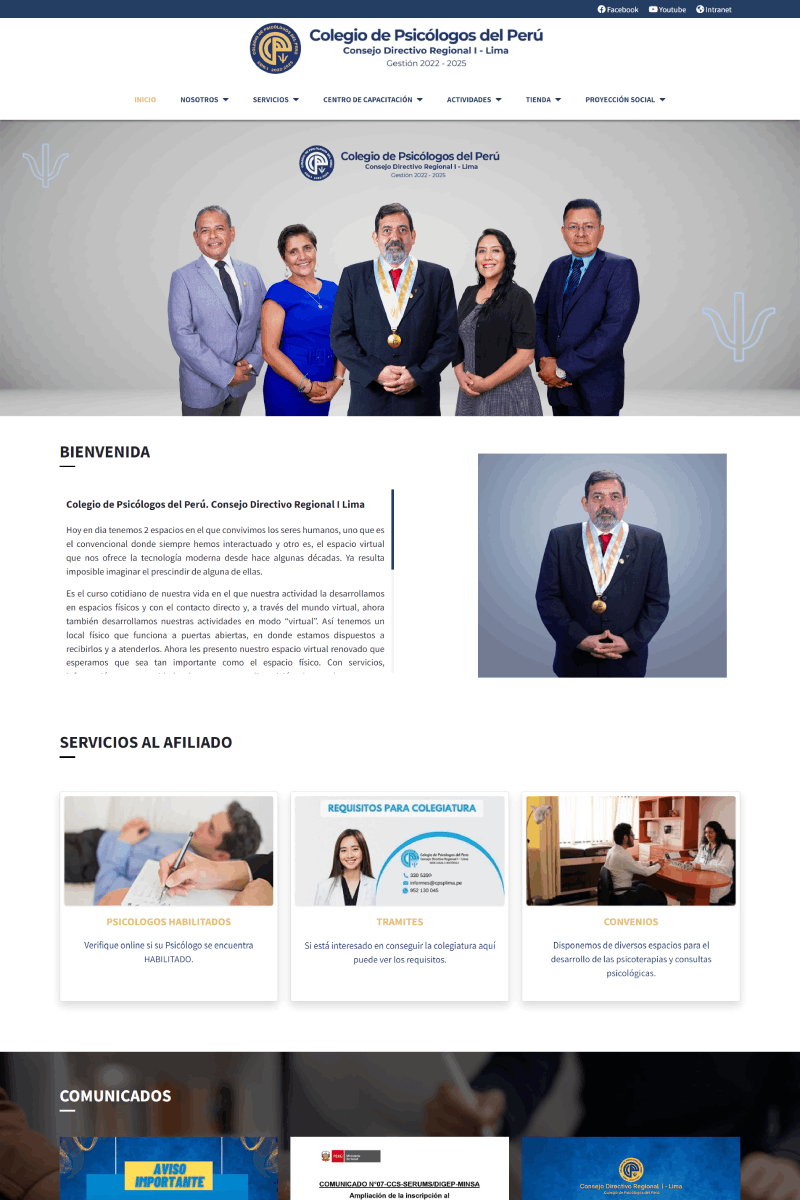 Facebook Youtube Intranet
Colegio de Psicólogos del Perú
Consejo Directivo Regional I - Lima
Gestión 2022 - 2025
INICIO NOSOTROS SERVICIOS CENTRO DE CAPACITACIÓN ACTIVIDADES TIENDA PROYECCIÓN SOCIAL
Colegio de Psicólogos del Perú
Consejo Directivo Regional I - Lima
Gestión 2022 - 2025
BIENVENIDA
Colegio de Psicólogos del Perú. Consejo Directivo Regional I Lima
Hoy en dia tenemos 2 espacios en el que convivimos los seres humanos, uno que es
el convencional donde siempre hemos interactuado y otro es, el espacio virtual
que nos ofrece la tecnología moderna desde hace algunas décadas. Ya resulta
imposible imaginar el prescindir de alguna de ellas.
Es el curso cotidiano de nuestra vida en el que nuestra actividad la desarrollamos
en espacios físicos y con el contacto directo y, a través del mundo virtual, ahora
también desarrollamos nuestras actividades en modo “virtual”. Así tenemos un
local físico que funciona a puertas abiertas, en donde estamos dispuestos a
recibirlos y a atenderlos. Ahora les presento nuestro espacio virtual renovado que
esperamos que sea tan importante como el espacio físico. Con servicios,
SERVICIOS AL AFILIADO
REQUISITOS PARA COLEGIATURA
Colegio de Psicólogos del Perú
Consejo Directivo Regional I - Lima
informes@cpsplima.pe
952 130 045
PSICOLOGOS HABILITADOS
Verifique online si su Psicólogo se encuentra
HABILITADO.
TRAMITES
Si está interesado en conseguir la colegiatura aquí
puede ver los requisitos.
CONVENIOS
Disponemos de diversos espacios para el
desarrollo de las psicoterapias y consultas
psicológicas.
COMUNICADOS
AVISO
IMPORTANTE
PERÚ
COMUNICADO N°07-CCS-SERUMS/DIGEP-MINSA
Ampliación de la inscripción al
Consejo Directivo Regional I - Lima
Colegio de Psicólogos del Perú